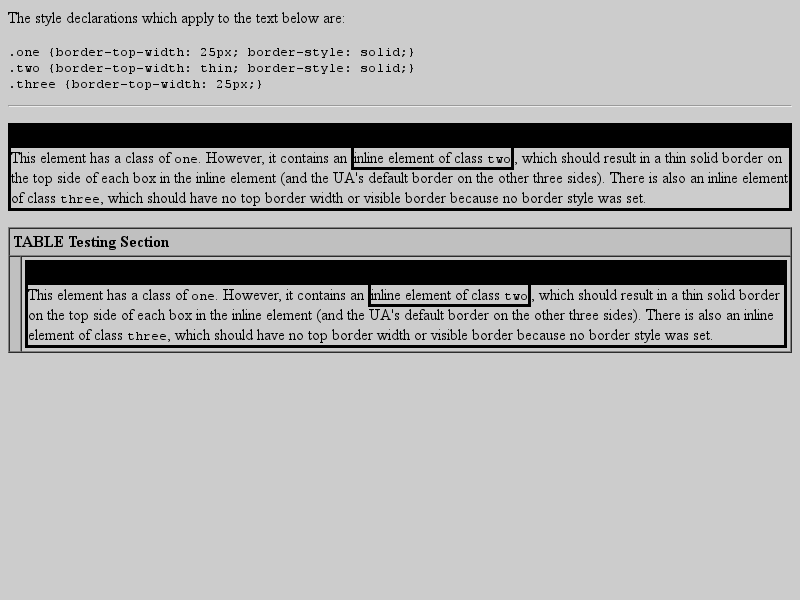 The style declarations which apply to the text below are:
.one {border-top-width: 25px; border-style: solid;}
.two {border-top-width: thin; border-style: solid;}
.three {border-top-width: 25px;}
This element has a class of one. However, it contains an inline element of class two, which should result in a thin solid border on
the top side of each box in the inline element (and the UA's default border on the other three sides). There is also an inline element
of class three, which should have no top border width or visible border because no border style was set.
TABLE Testing Section
This element has a class of one. However, it contains an inline element of class two, which should result in a thin solid border
on the top side of each box in the inline element (and the UA's default border on the other three sides). There is also an inline
element of class three, which should have no top border width or visible border because no border style was set.